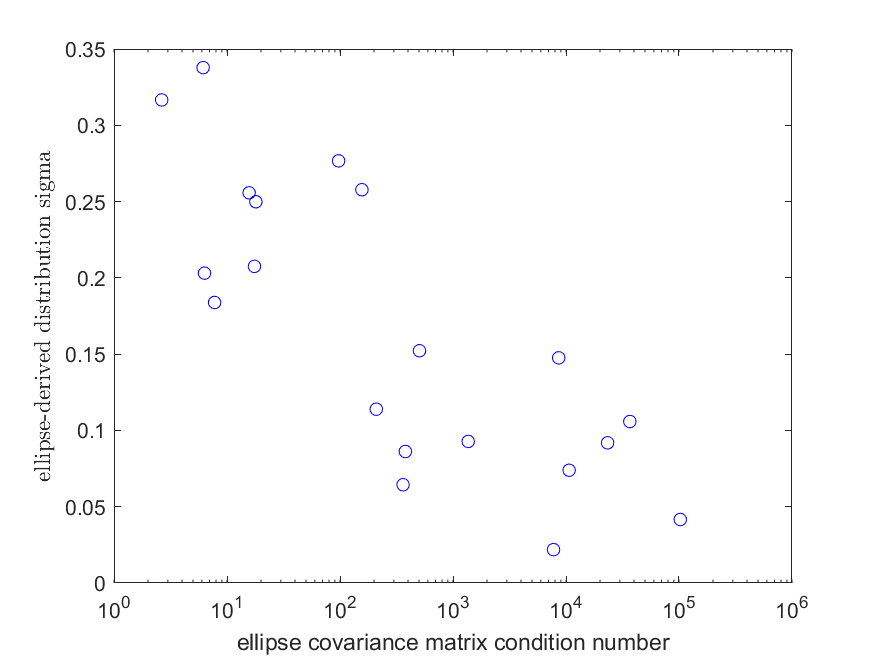 0.35
0.3
0.25
0.2
0.15
0.1
0.05
0
ellipse-derived distribution sigma
10^0 10^1 10^2 10^3 10^4 10^5 10^6
ellipse covariance matrix condition number